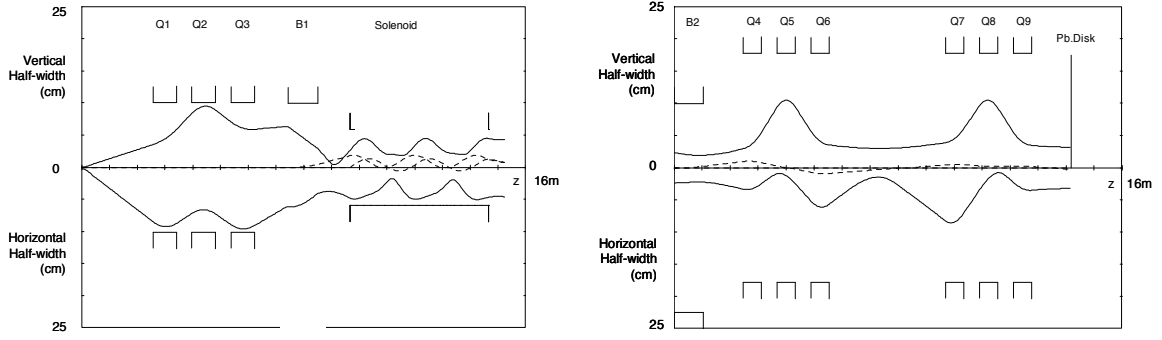 25
Q1 Q2 Q3 B1 Solenoid
Vertical
Half-width
(cm)
0
z 16m
Horizontal
Half-width
(cm)
25
25
B2 Q4 Q5 Q6 Q7 Q8 Q9
Pb.Disk
Vertical
Half-width
(cm)
0
z 16m
Horizontal
Half-width
(cm)
25